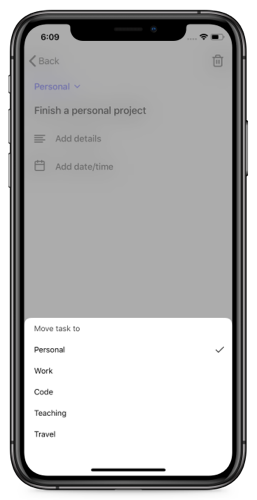 6:09
Back
Personal
Finish a personal project
Add details
Add date/time
Move task to
Personal
Work
Code
Teaching
Travel